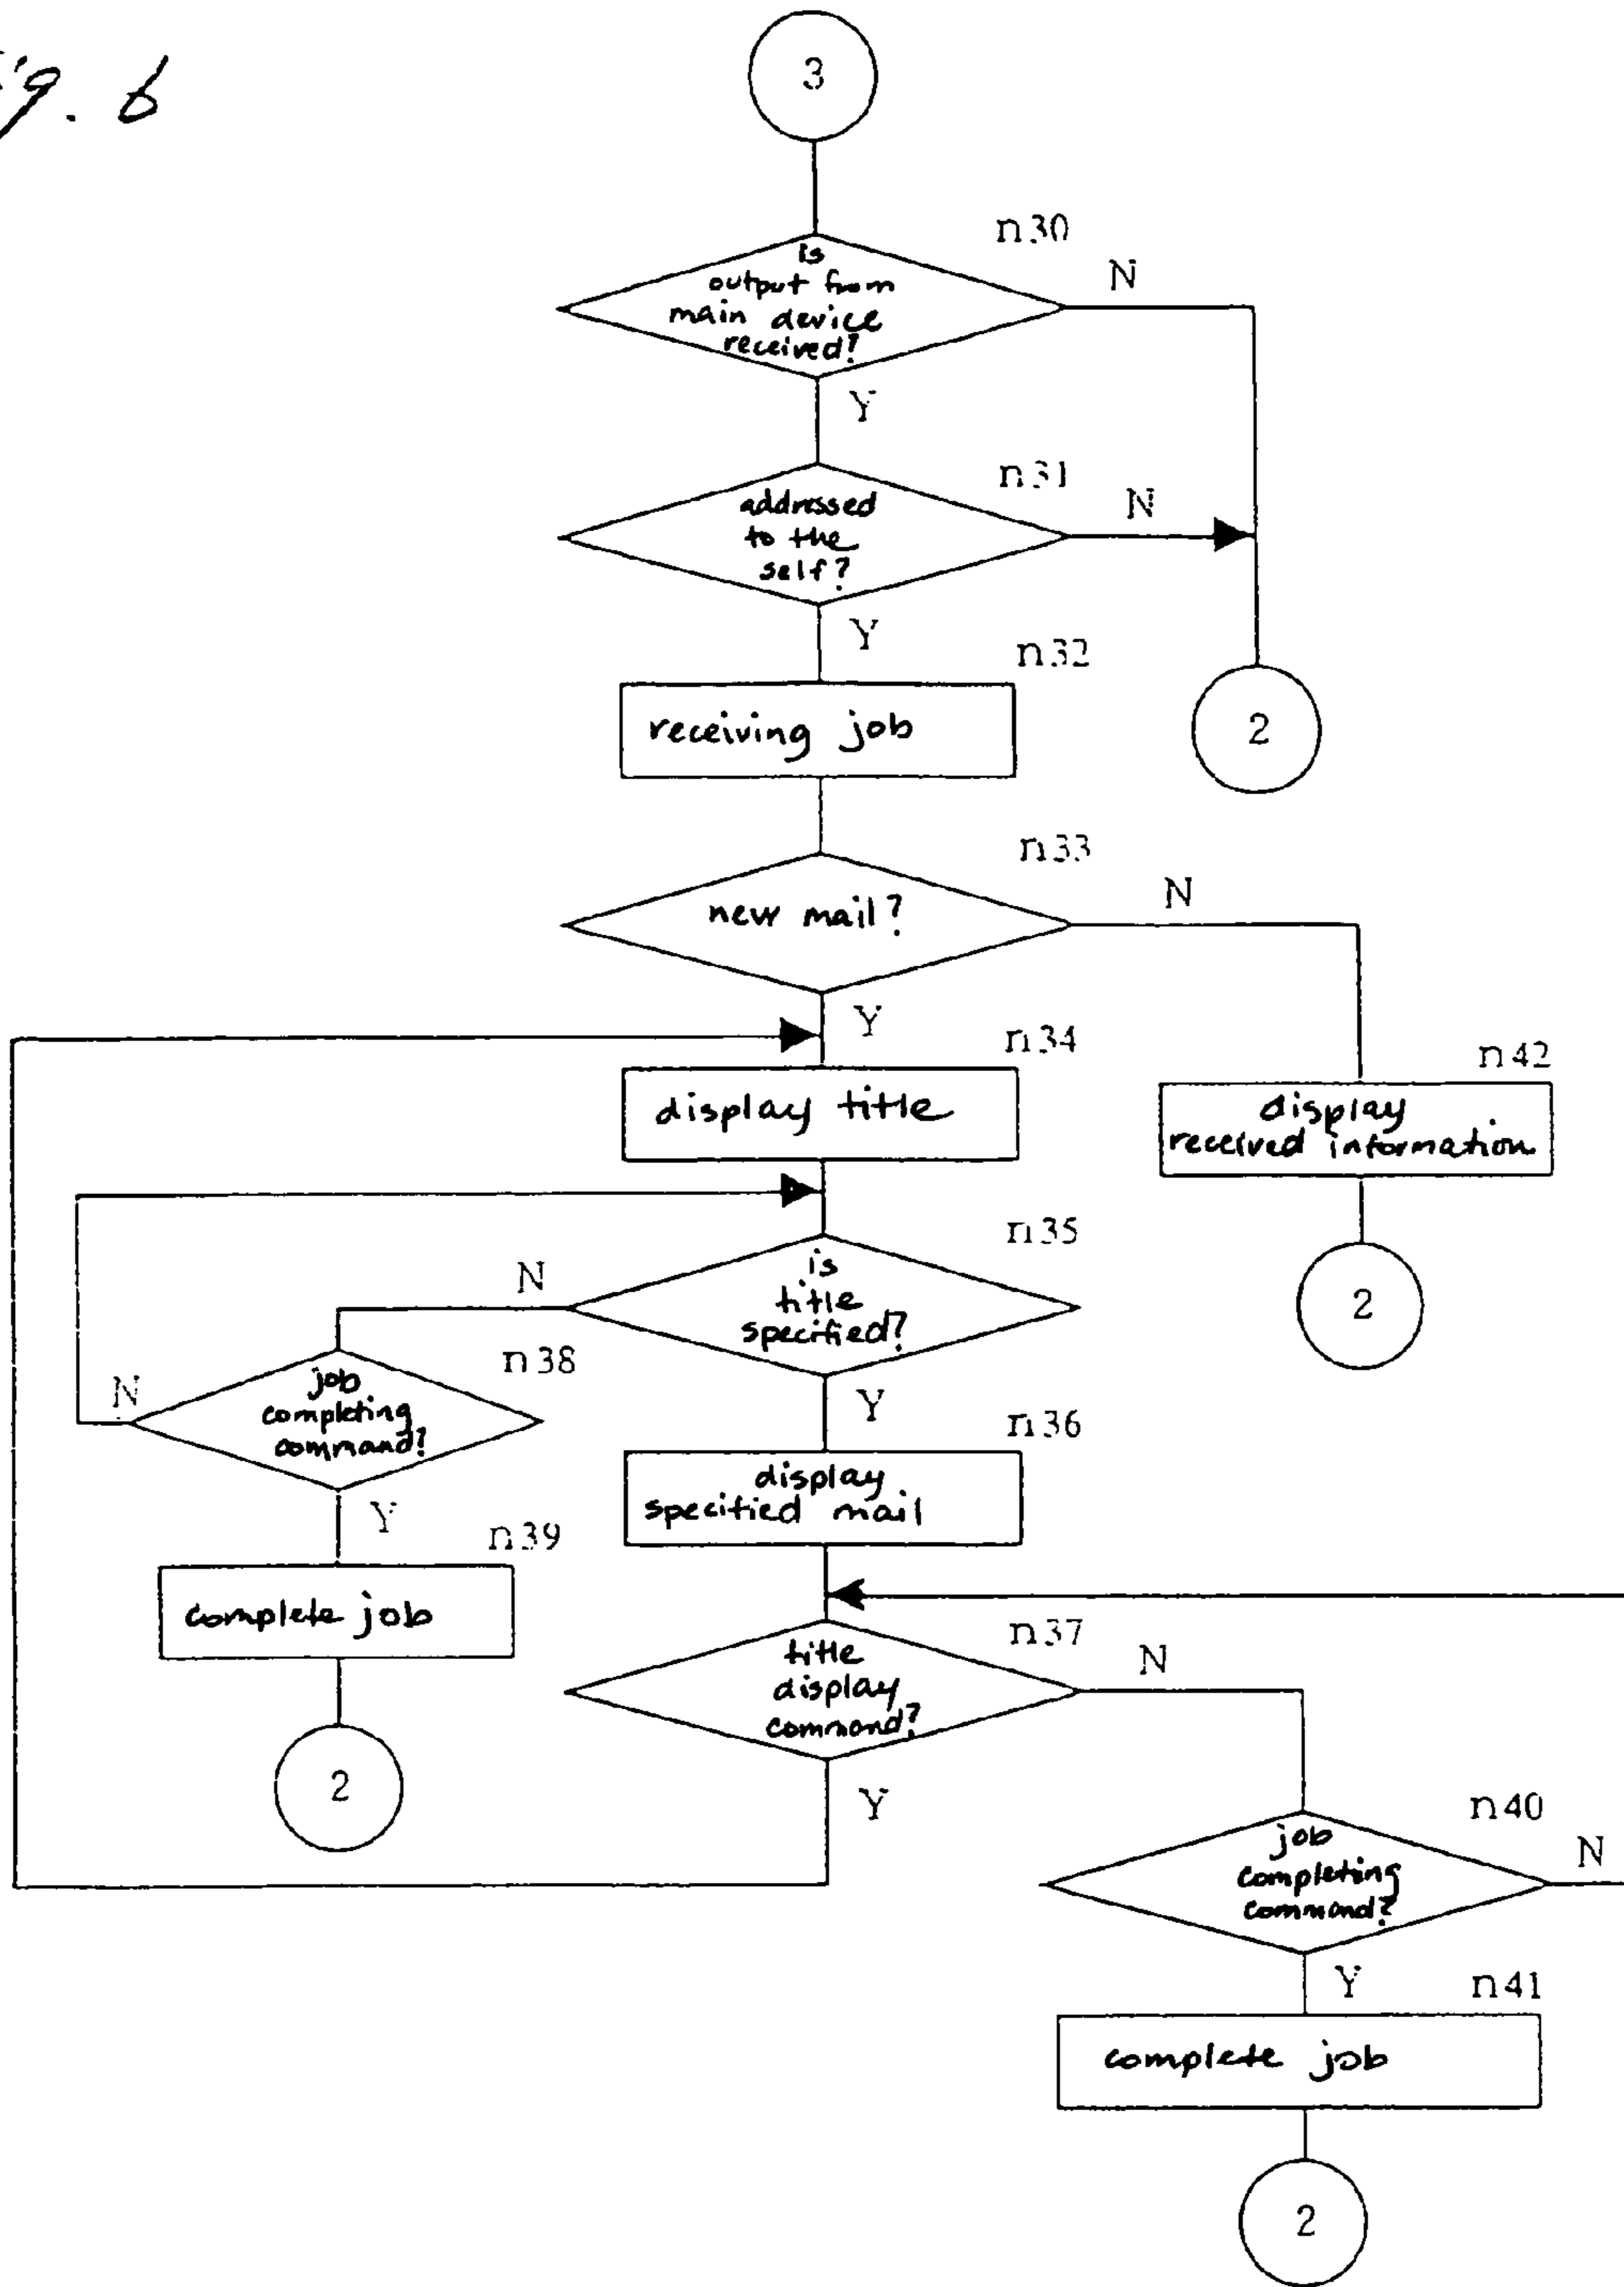 Fig. 6
3
n30
is
output from
main device
received?
N
Y
n31
addressed
to the
self?
N
Y
n32
receiving job
2
n33
new mail?
N
Y
n34
display title
n42
display
received information
n35
is
title
specified?
N
2
n38
job
completing
command?
N
Y
n36
display
specified mail
Y
n39
complete job
n37
title
display
command?
N
2
Y
n40
job
completing
command?
N
Y
n41
complete job
2